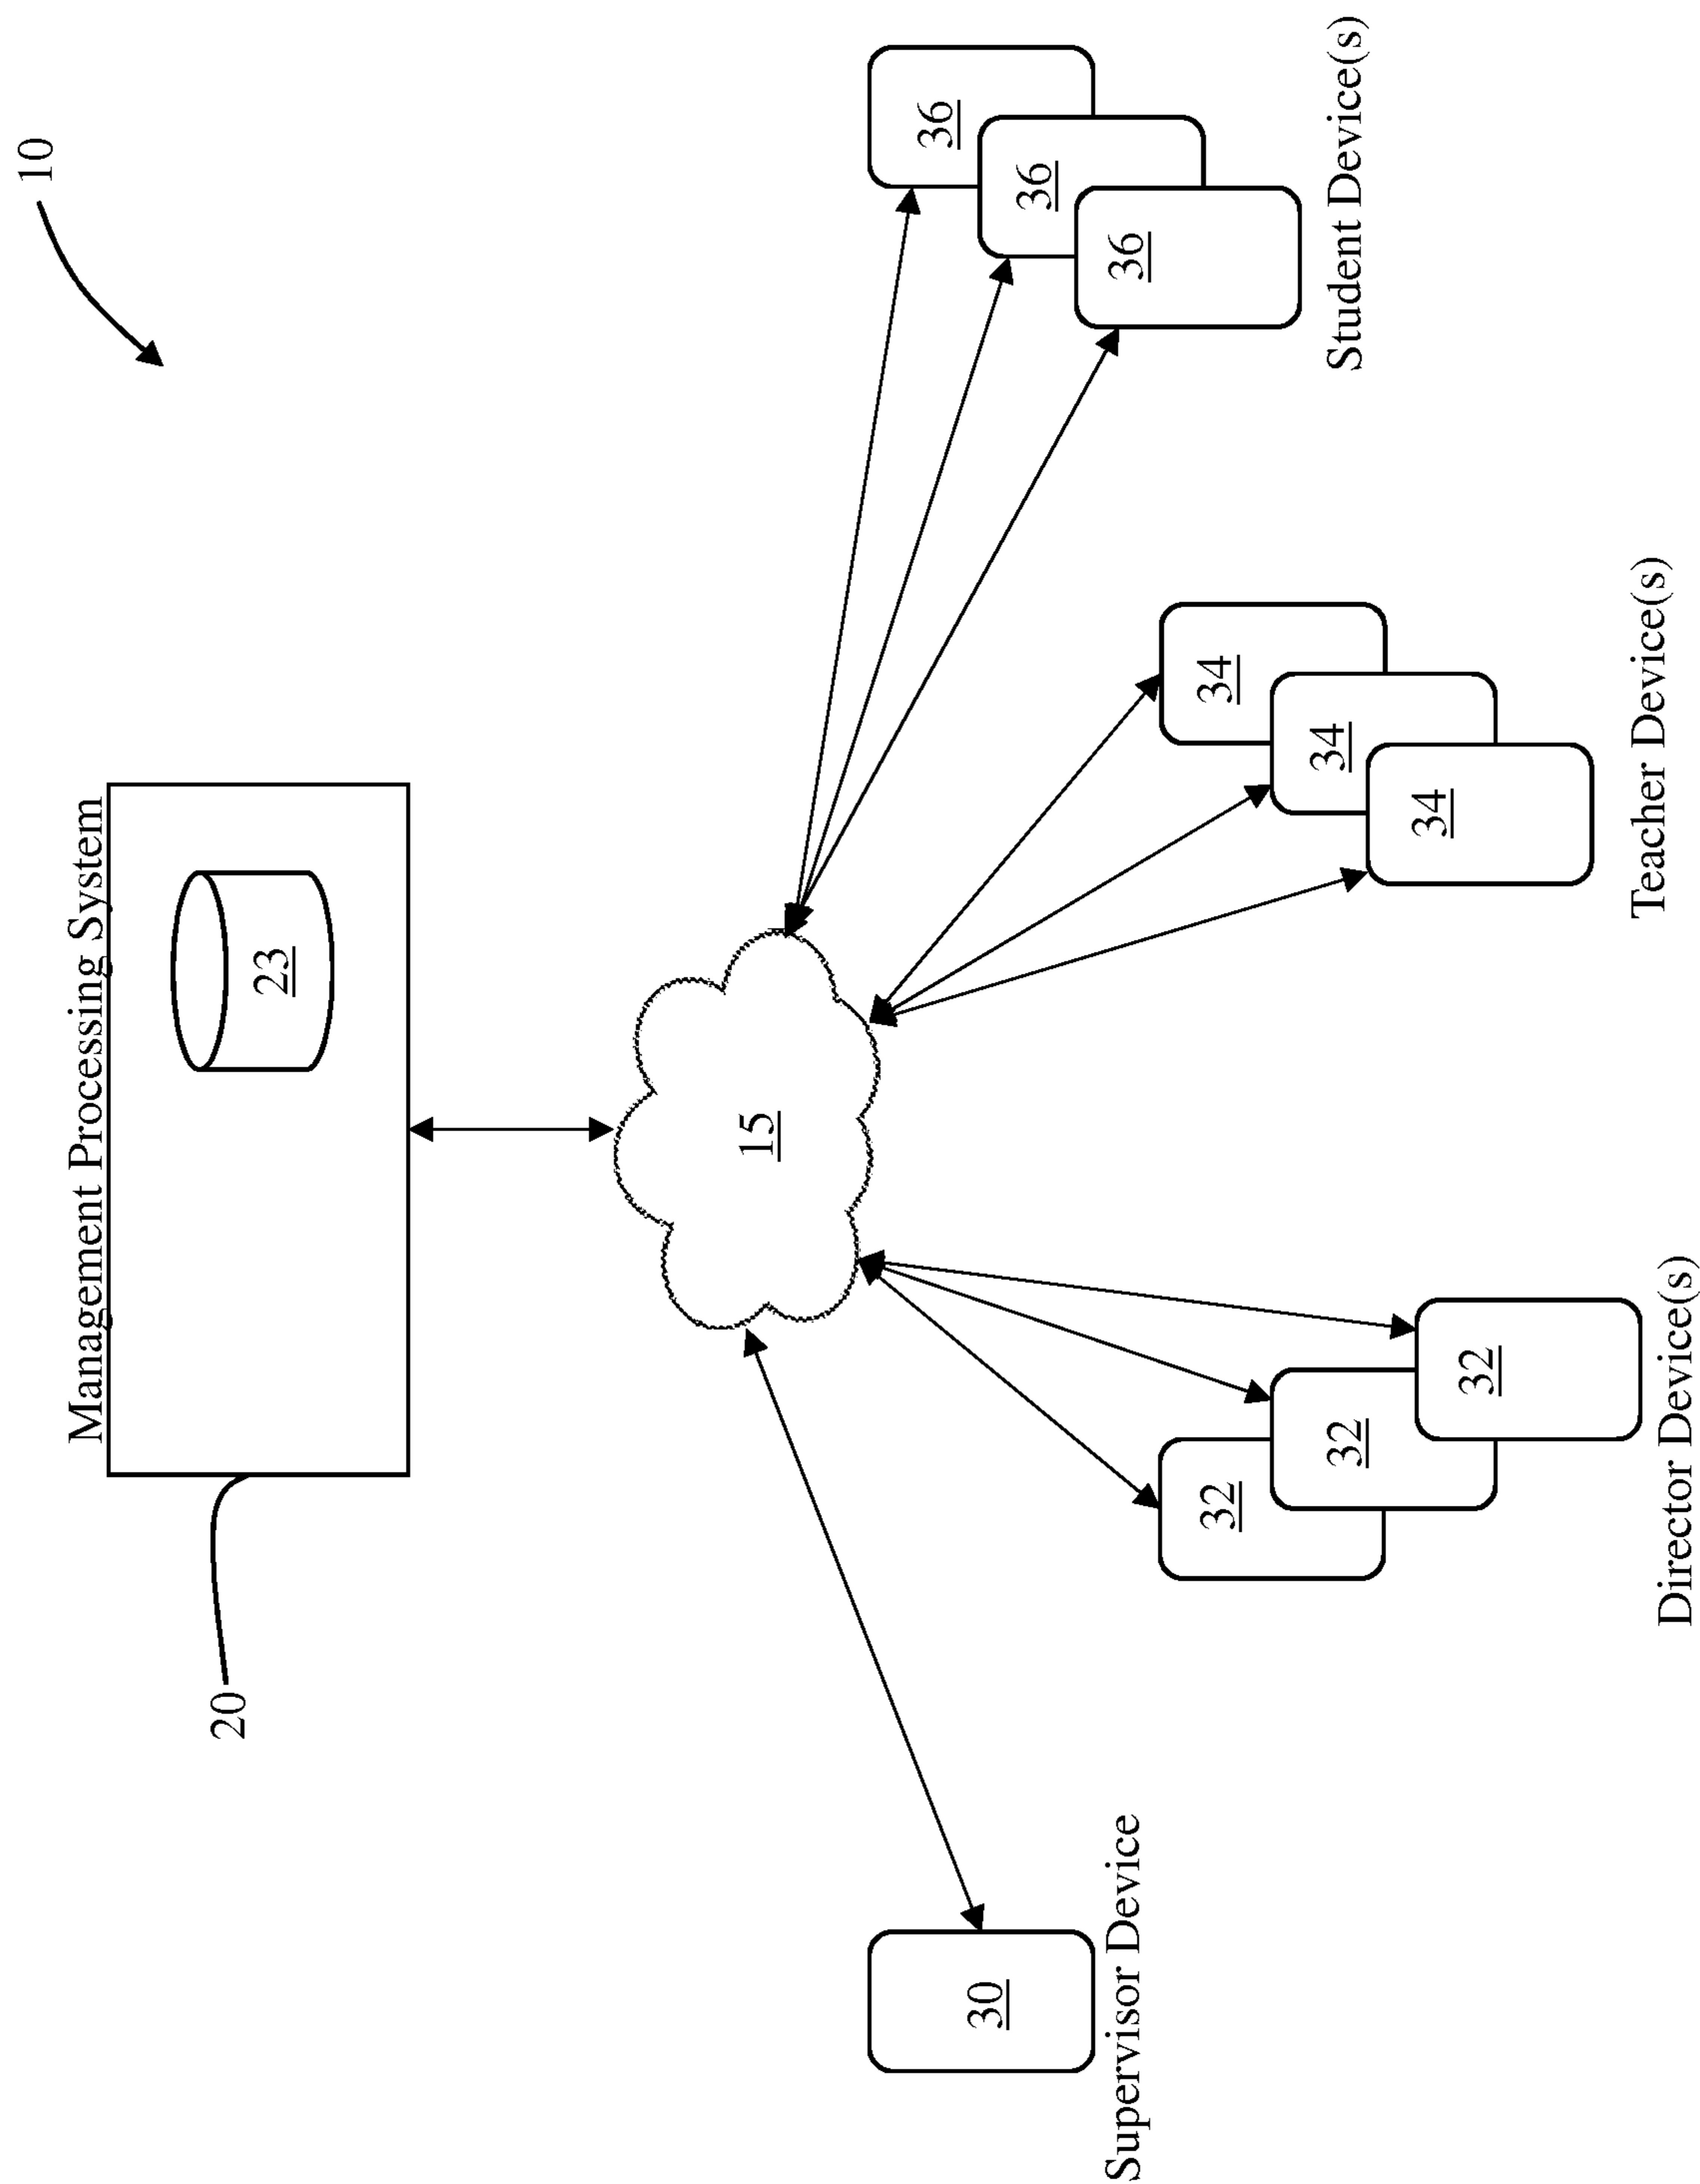 10
Management Processing System
20
23
15
30
Supervisor Device
32
32
32
Director Device(s)
34
34
34
Teacher Device(s)
36
36
36
Student Device(s)